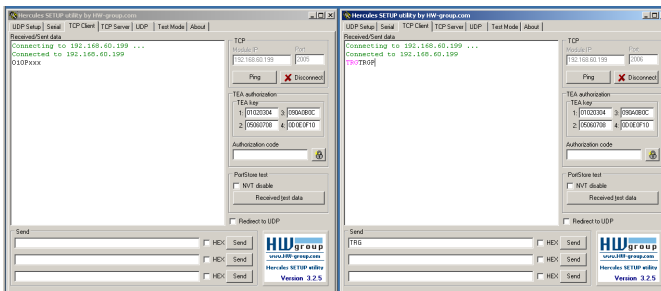 Hercules SETUP utility by HW-group.com
UDP Setup Serial TCP Client TCP Server UDP Test Mode About
Received/Sent data
Connecting to 192.168.60.199 ...
Connected to 192.168.60.199
010Pxxx
TCP
Module IP Port
192.168.60.199 2005
Ping Disconnect
TEA authorization
TEA key
1: 01020304 3: 090A0B0C
2: 05060708 4: 0D0E0F10
Authorization code
PortStore test
NVT disable
Received test data
Redirect to UDP
Send
HEX Send
HEX Send
HEX Send
HW group
www.HW-group.com
Hercules SETUP utility
Version 3.2.5
Hercules SETUP utility by HW-group.com
UDP Setup Serial TCP Client TCP Server UDP Test Mode About
Received/Sent data
Connecting to 192.168.60.199 ...
Connected to 192.168.60.199
TRGTRGP
TCP
Module IP Port
192.168.60.199 2006
Ping Disconnect
TEA authorization
TEA key
1: 01020304 3: 090A0B0C
2: 05060708 4: 0D0E0F10
Authorization code
PortStore test
NVT disable
Received test data
Redirect to UDP
Send
TRG HEX Send
HEX Send
HEX Send
HW group
www.HW-group.com
Hercules SETUP utility
Version 3.2.5